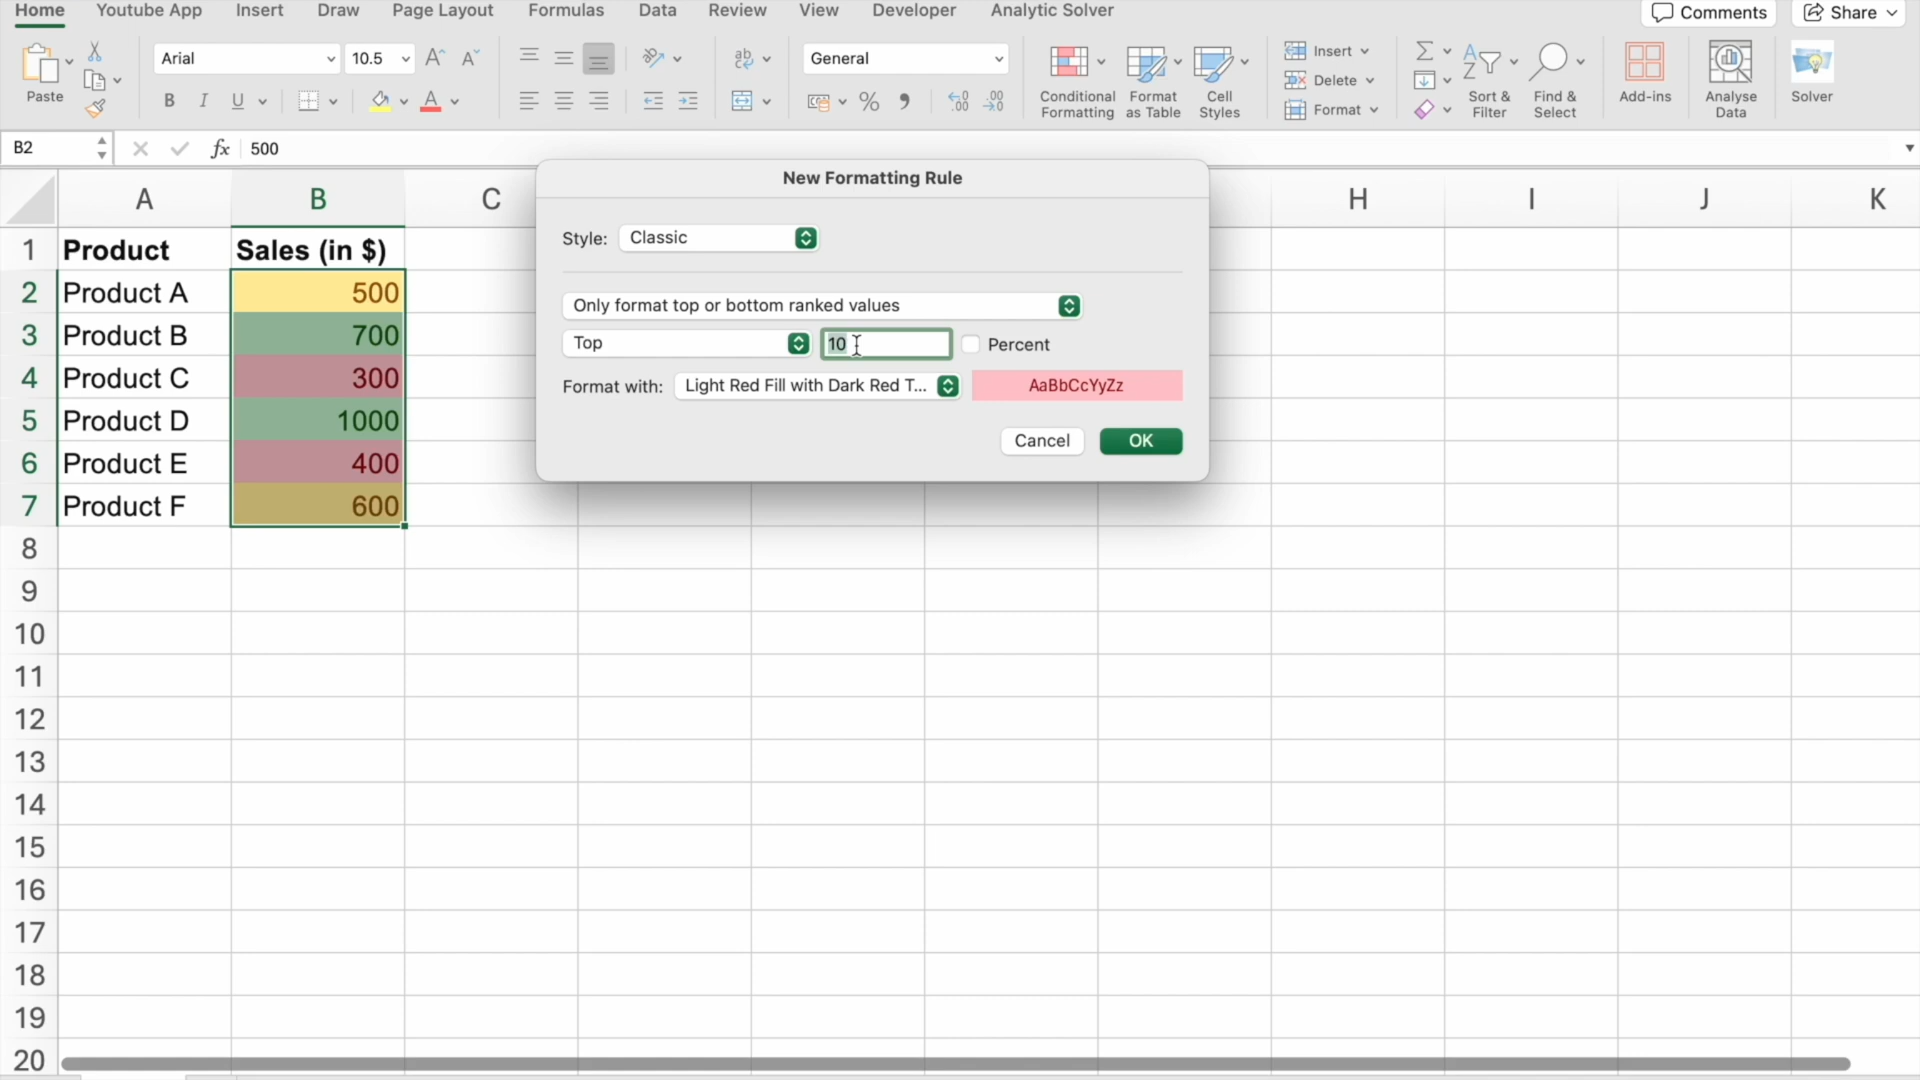 Home Youtube App Insert Draw Page Layout Formulas Data Review View Developer Analytic Solver Comments Share
Paste
Arial 10.5 A A
B I U A
ab
General
% 9
Conditional Formatting
Format as Table
Cell Styles
Insert
Delete
Format
Σ
Sort & Filter
Find & Select
Add-ins
Analyse Data
Solver
B2 fx 500
A B C H I J K
New Formatting Rule
Style: Classic
Only format top or bottom ranked values
Top 10 Percent
Format with: Light Red Fill with Dark Red T... AaBbCcYyZz
Cancel OK
1 Product Sales (in $)
2 Product A 500
3 Product B 700
4 Product C 300
5 Product D 1000
6 Product E 400
7 Product F 600
8
9
10
11
12
13
14
15
16
17
18
19
20